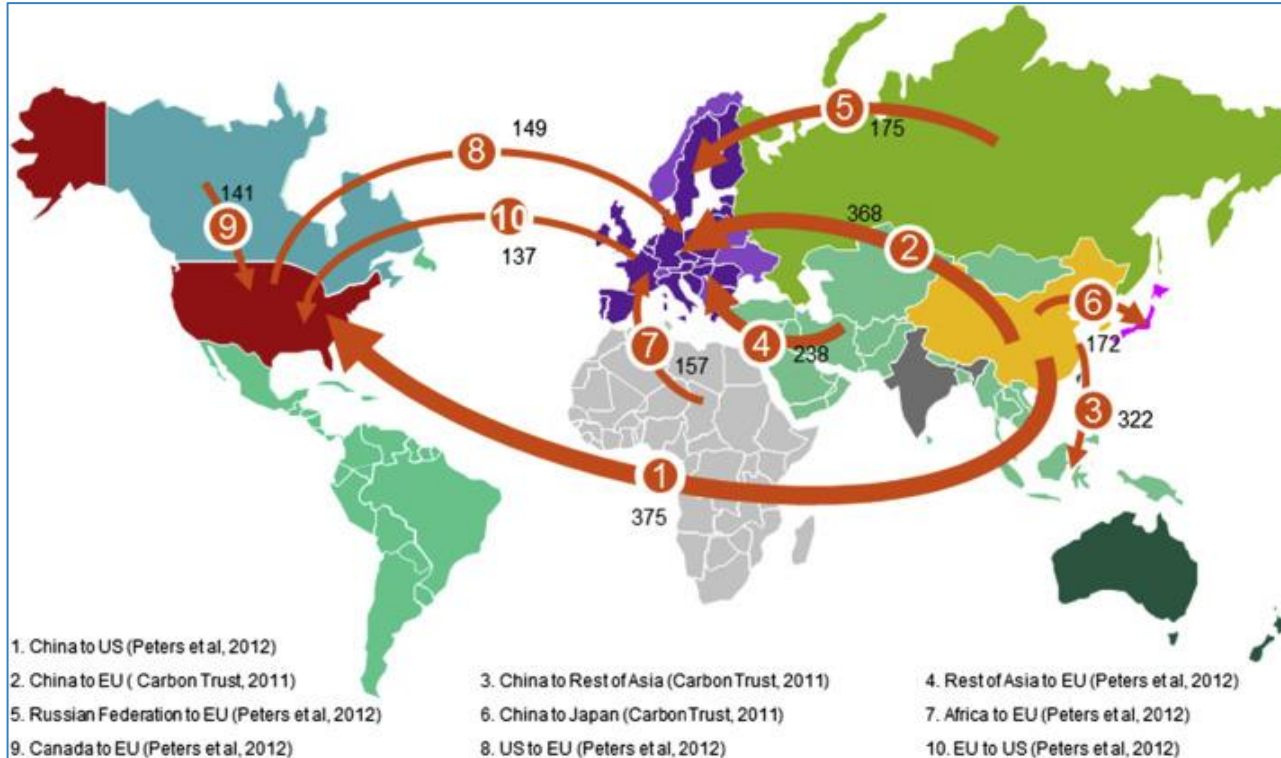 149
8
5
175
141
9
10
137
368
2
6
172
7
157
4
238
3
322
1
375
1. China to US (Peters et al, 2012)
2. China to EU ( Carbon Trust, 2011)
3. China to Rest of Asia (Carbon Trust, 2011)
4. Rest of Asia to EU (Peters et al, 2012)
5. Russian Federation to EU (Peters et al, 2012)
6. China to Japan (Carbon Trust, 2011)
7. Africa to EU (Peters et al, 2012)
9. Canada to EU (Peters et al, 2012)
8. US to EU (Peters et al, 2012)
10. EU to US (Peters et al, 2012)